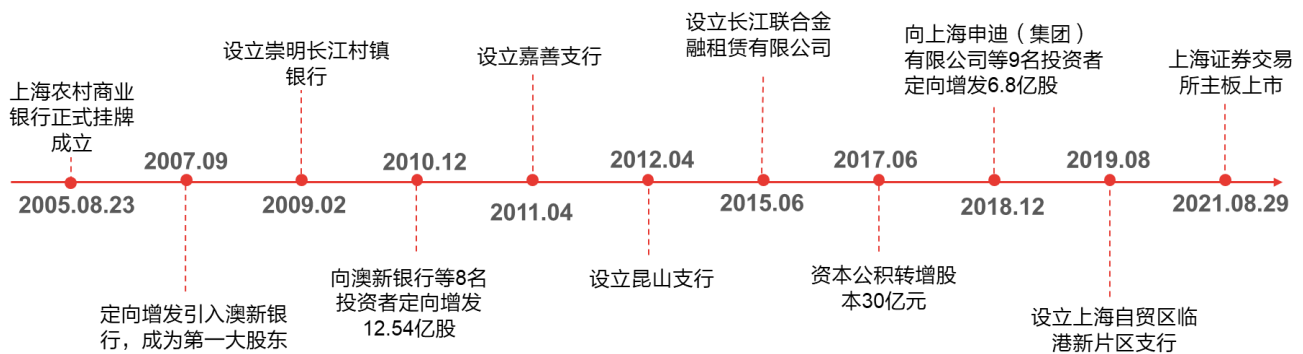 上海农村商业
银行正式挂牌
成立
2005.08.23
2007.09
定向增发引入澳新银
行，成为第一大股东
设立崇明长江村镇
银行
2009.02
2010.12
向澳新银行等8名
投资者定向增发
12.54亿股
设立嘉善支行
2011.04
2012.04
设立昆山支行
设立长江联合金
融租赁有限公司
2015.06
2017.06
资本公积转增股
本30亿元
向上海申迪（集团）
有限公司等9名投资者
定向增发6.8亿股
2018.12
2019.08
设立上海自贸区临
港新片区支行
上海证券交易
所主板上市
2021.08.29